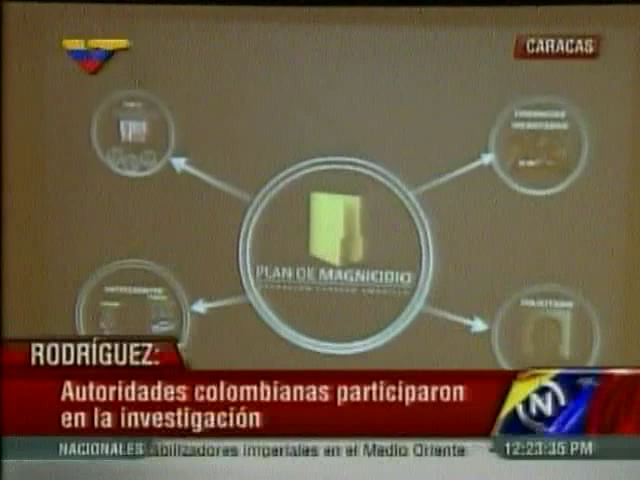 CARACAS
PLAN DE MAGNICIDIO
RODRÍGUEZ:
Autoridades colombianas participaron
en la investigación
N
NACIONALES
abilizadores imperiales en el Medio Oriente
12:23:35 PM